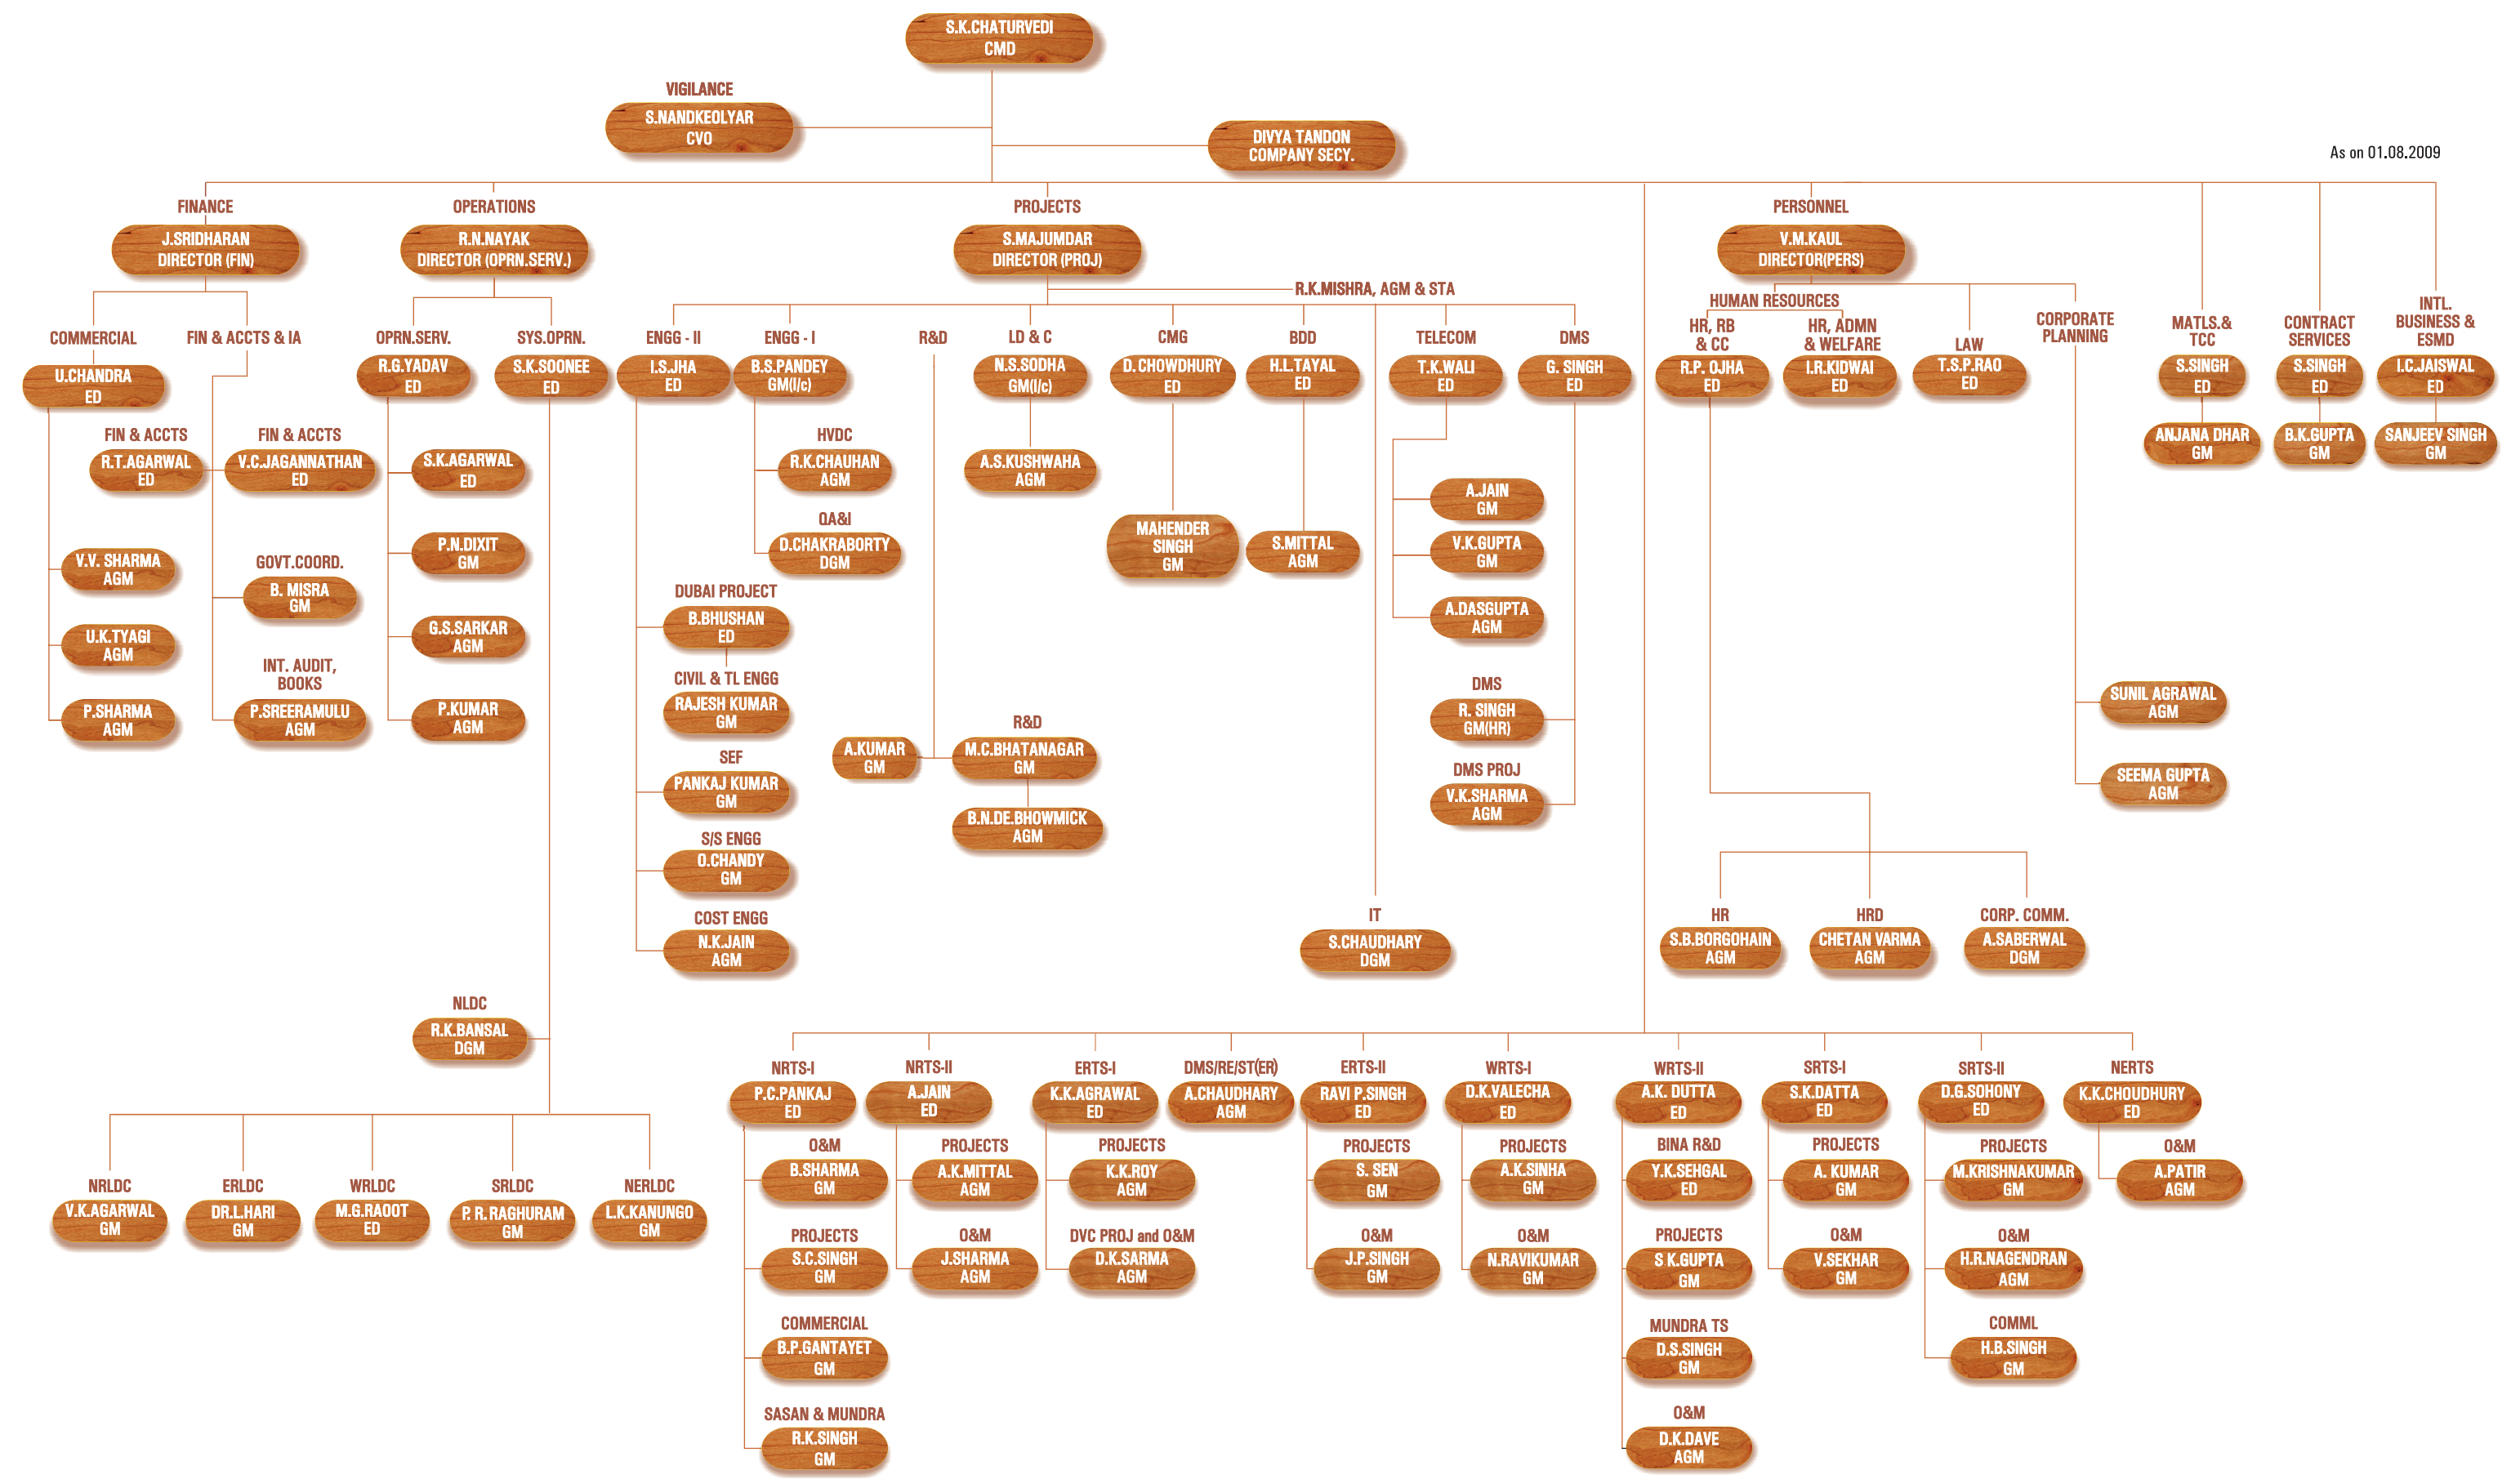 S.K.CHATURVEDI
CMD
VIGILANCE
S.NANDKEOLYAR
CVO
DIVYA TANDON
COMPANY SECY.
As on 01.08.2009
FINANCE
J.SRIDHARAN
DIRECTOR (FIN)
OPERATIONS
R.N.NAYAK
DIRECTOR (OPRN.SERV.)
PROJECTS
S.MAJUMDAR
DIRECTOR (PROJ)
R.K.MISHRA, AGM & STA
PERSONNEL
V.M.KAUL
DIRECTOR(PERS)
COMMERCIAL
U.CHANDRA
ED
V.V. SHARMA
AGM
U.K.TYAGI
AGM
P.SHARMA
AGM
FIN & ACCTS & IA
FIN & ACCTS
R.T.AGARWAL
ED
FIN & ACCTS
V.C.JAGANNATHAN
ED
GOVT.COORD.
B. MISRA
GM
INT. AUDIT,
BOOKS
P.SREERAMULU
AGM
OPRN.SERV.
R.G.YADAV
ED
S.K.AGARWAL
ED
P.N.DIXIT
GM
G.S.SARKAR
AGM
P.KUMAR
AGM
SYS.OPRN.
S.K.SOONEE
ED
NLDC
R.K.BANSAL
DGM
NRLDC
V.K.AGARWAL
GM
ERLDC
DR.L.HARI
GM
WRLDC
M.G.RAOOT
ED
SRLDC
P. R. RAGHURAM
GM
NERLDC
L.K.KANUNGO
GM
ENGG - II
I.S.JHA
ED
DUBAI PROJECT
B.BHUSHAN
ED
CIVIL & TL ENGG
RAJESH KUMAR
GM
SEF
PANKAJ KUMAR
GM
S/S ENGG
O.CHANDY
GM
COST ENGG
N.K.JAIN
AGM
ENGG - I
B.S.PANDEY
GM(I/c)
HVDC
R.K.CHAUHAN
AGM
QA&I
D.CHAKRABORTY
DGM
R&D
A.KUMAR
GM
R&D
M.C.BHATANAGAR
GM
B.N.DE.BHOWMICK
AGM
LD & C
N.S.SODHA
GM(I/c)
A.S.KUSHWAHA
AGM
CMG
D. CHOWDHURY
ED
MAHENDER
SINGH
GM
BDD
H.L.TAYAL
ED
S.MITTAL
AGM
IT
S.CHAUDHARY
DGM
TELECOM
T.K.WALI
ED
A.JAIN
GM
V.K.GUPTA
GM
A.DASGUPTA
AGM
DMS
G. SINGH
ED
DMS
R. SINGH
GM(HR)
DMS PROJ
V.K.SHARMA
AGM
HUMAN RESOURCES
HR, RB
& CC
R.P. OJHA
ED
HR, ADMN
& WELFARE
I.R.KIDWAI
ED
LAW
T.S.P.RAO
ED
CORPORATE
PLANNING
SUNIL AGRAWAL
AGM
SEEMA GUPTA
AGM
HR
S.B.BORGOHAIN
AGM
HRD
CHETAN VARMA
AGM
CORP. COMM.
A.SABERWAL
DGM
MATLS.&
TCC
S.SINGH
ED
ANJANA DHAR
GM
CONTRACT
SERVICES
S.SINGH
ED
B.K.GUPTA
GM
INTL.
BUSINESS &
ESMD
I.C.JAISWAL
ED
SANJEEV SINGH
GM
NRTS-I
P.C.PANKAJ
ED
O&M
B.SHARMA
GM
PROJECTS
S.C.SINGH
GM
COMMERCIAL
B.P.GANTAYET
GM
SASAN & MUNDRA
R.K.SINGH
GM
NRTS-II
A.JAIN
ED
PROJECTS
A.K.MITTAL
AGM
O&M
J.SHARMA
AGM
ERTS-I
K.K.AGRAWAL
ED
PROJECTS
K.K.ROY
AGM
DVC PROJ and O&M
D.K.SARMA
AGM
DMS/RE/ST(ER)
A.CHAUDHARY
AGM
ERTS-II
RAVI P.SINGH
ED
PROJECTS
S. SEN
GM
O&M
J.P.SINGH
GM
WRTS-I
D.K.VALECHA
ED
PROJECTS
A.K.SINHA
GM
O&M
N.RAVIKUMAR
GM
WRTS-II
A.K. DUTTA
ED
BINA R&D
Y.K.SEHGAL
ED
PROJECTS
S K.GUPTA
GM
MUNDRA TS
D.S.SINGH
GM
O&M
D.K.DAVE
AGM
SRTS-I
S.K.DATTA
ED
PROJECTS
A. KUMAR
GM
O&M
V.SEKHAR
GM
SRTS-II
D.G.SOHONY
ED
PROJECTS
M.KRISHNAKUMAR
GM
O&M
H.R.NAGENDRAN
AGM
COMML
H.B.SINGH
GM
NERTS
K.K.CHOUDHURY
ED
O&M
A.PATIR
AGM